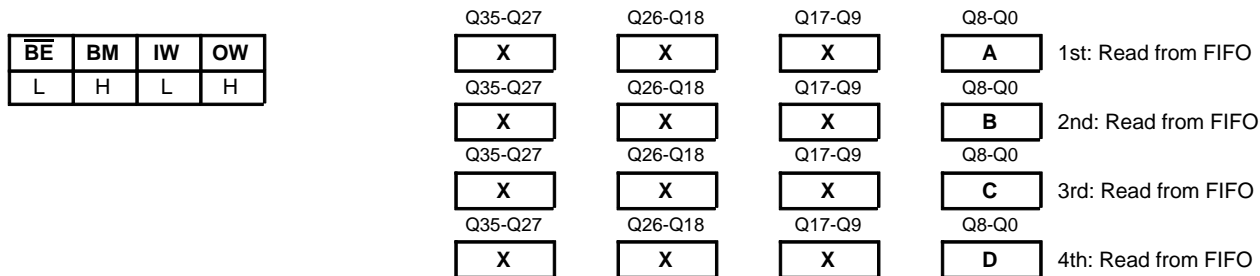 Q35-Q27 Q26-Q18 Q17-Q9 Q8-Q0
B̅E̅ BM IW OW X X X A 1st: Read from FIFO
L H L H
Q35-Q27 Q26-Q18 Q17-Q9 Q8-Q0
X X X B 2nd: Read from FIFO
Q35-Q27 Q26-Q18 Q17-Q9 Q8-Q0
X X X C 3rd: Read from FIFO
Q35-Q27 Q26-Q18 Q17-Q9 Q8-Q0
X X X D 4th: Read from FIFO